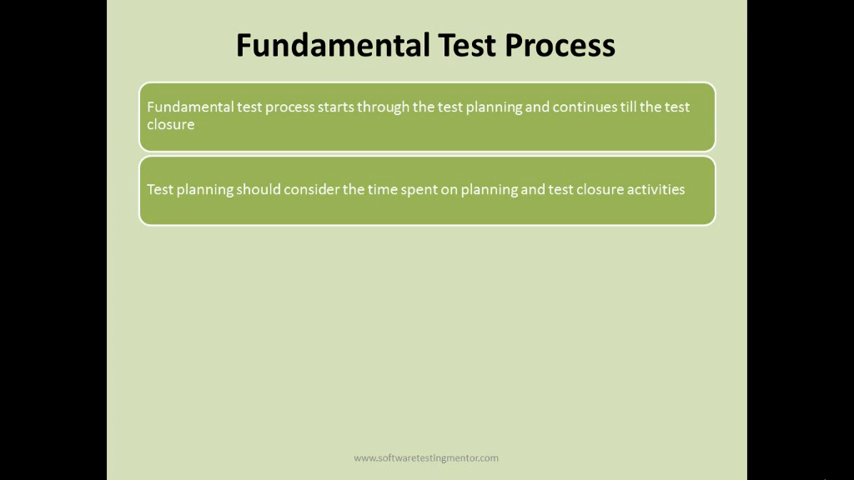 Fundamental Test Process
Fundamental test process starts through the test planning and continues till the test
closure
Test planning should consider the time spent on planning and test closure activities
www.softwaretestingmentor.com